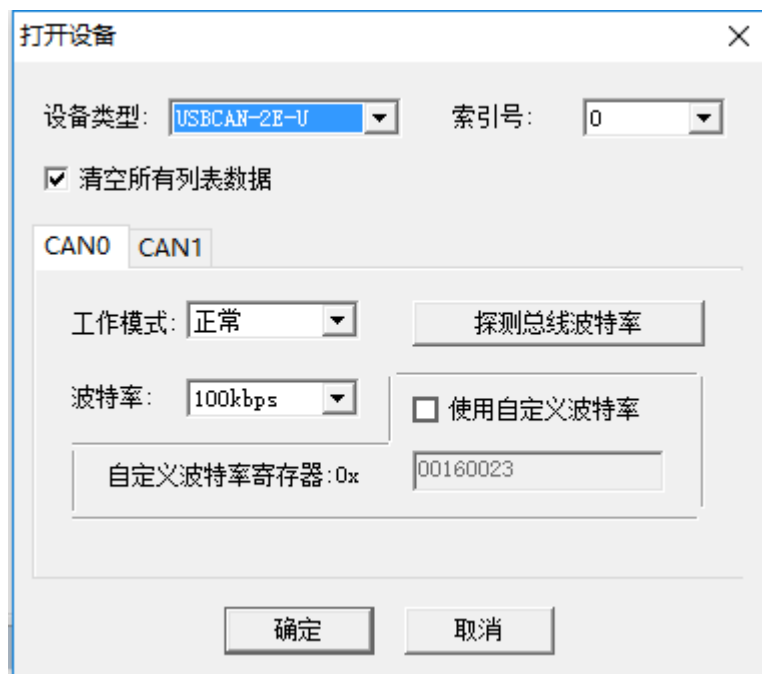 打开设备
设备类型: USBCAN-2E-U 索引号: 0
清空所有列表数据
CAN0 CAN1
工作模式: 正常 探测总线波特率
波特率: 100kbps 使用自定义波特率
自定义波特率寄存器:0x 00160023
确定 取消